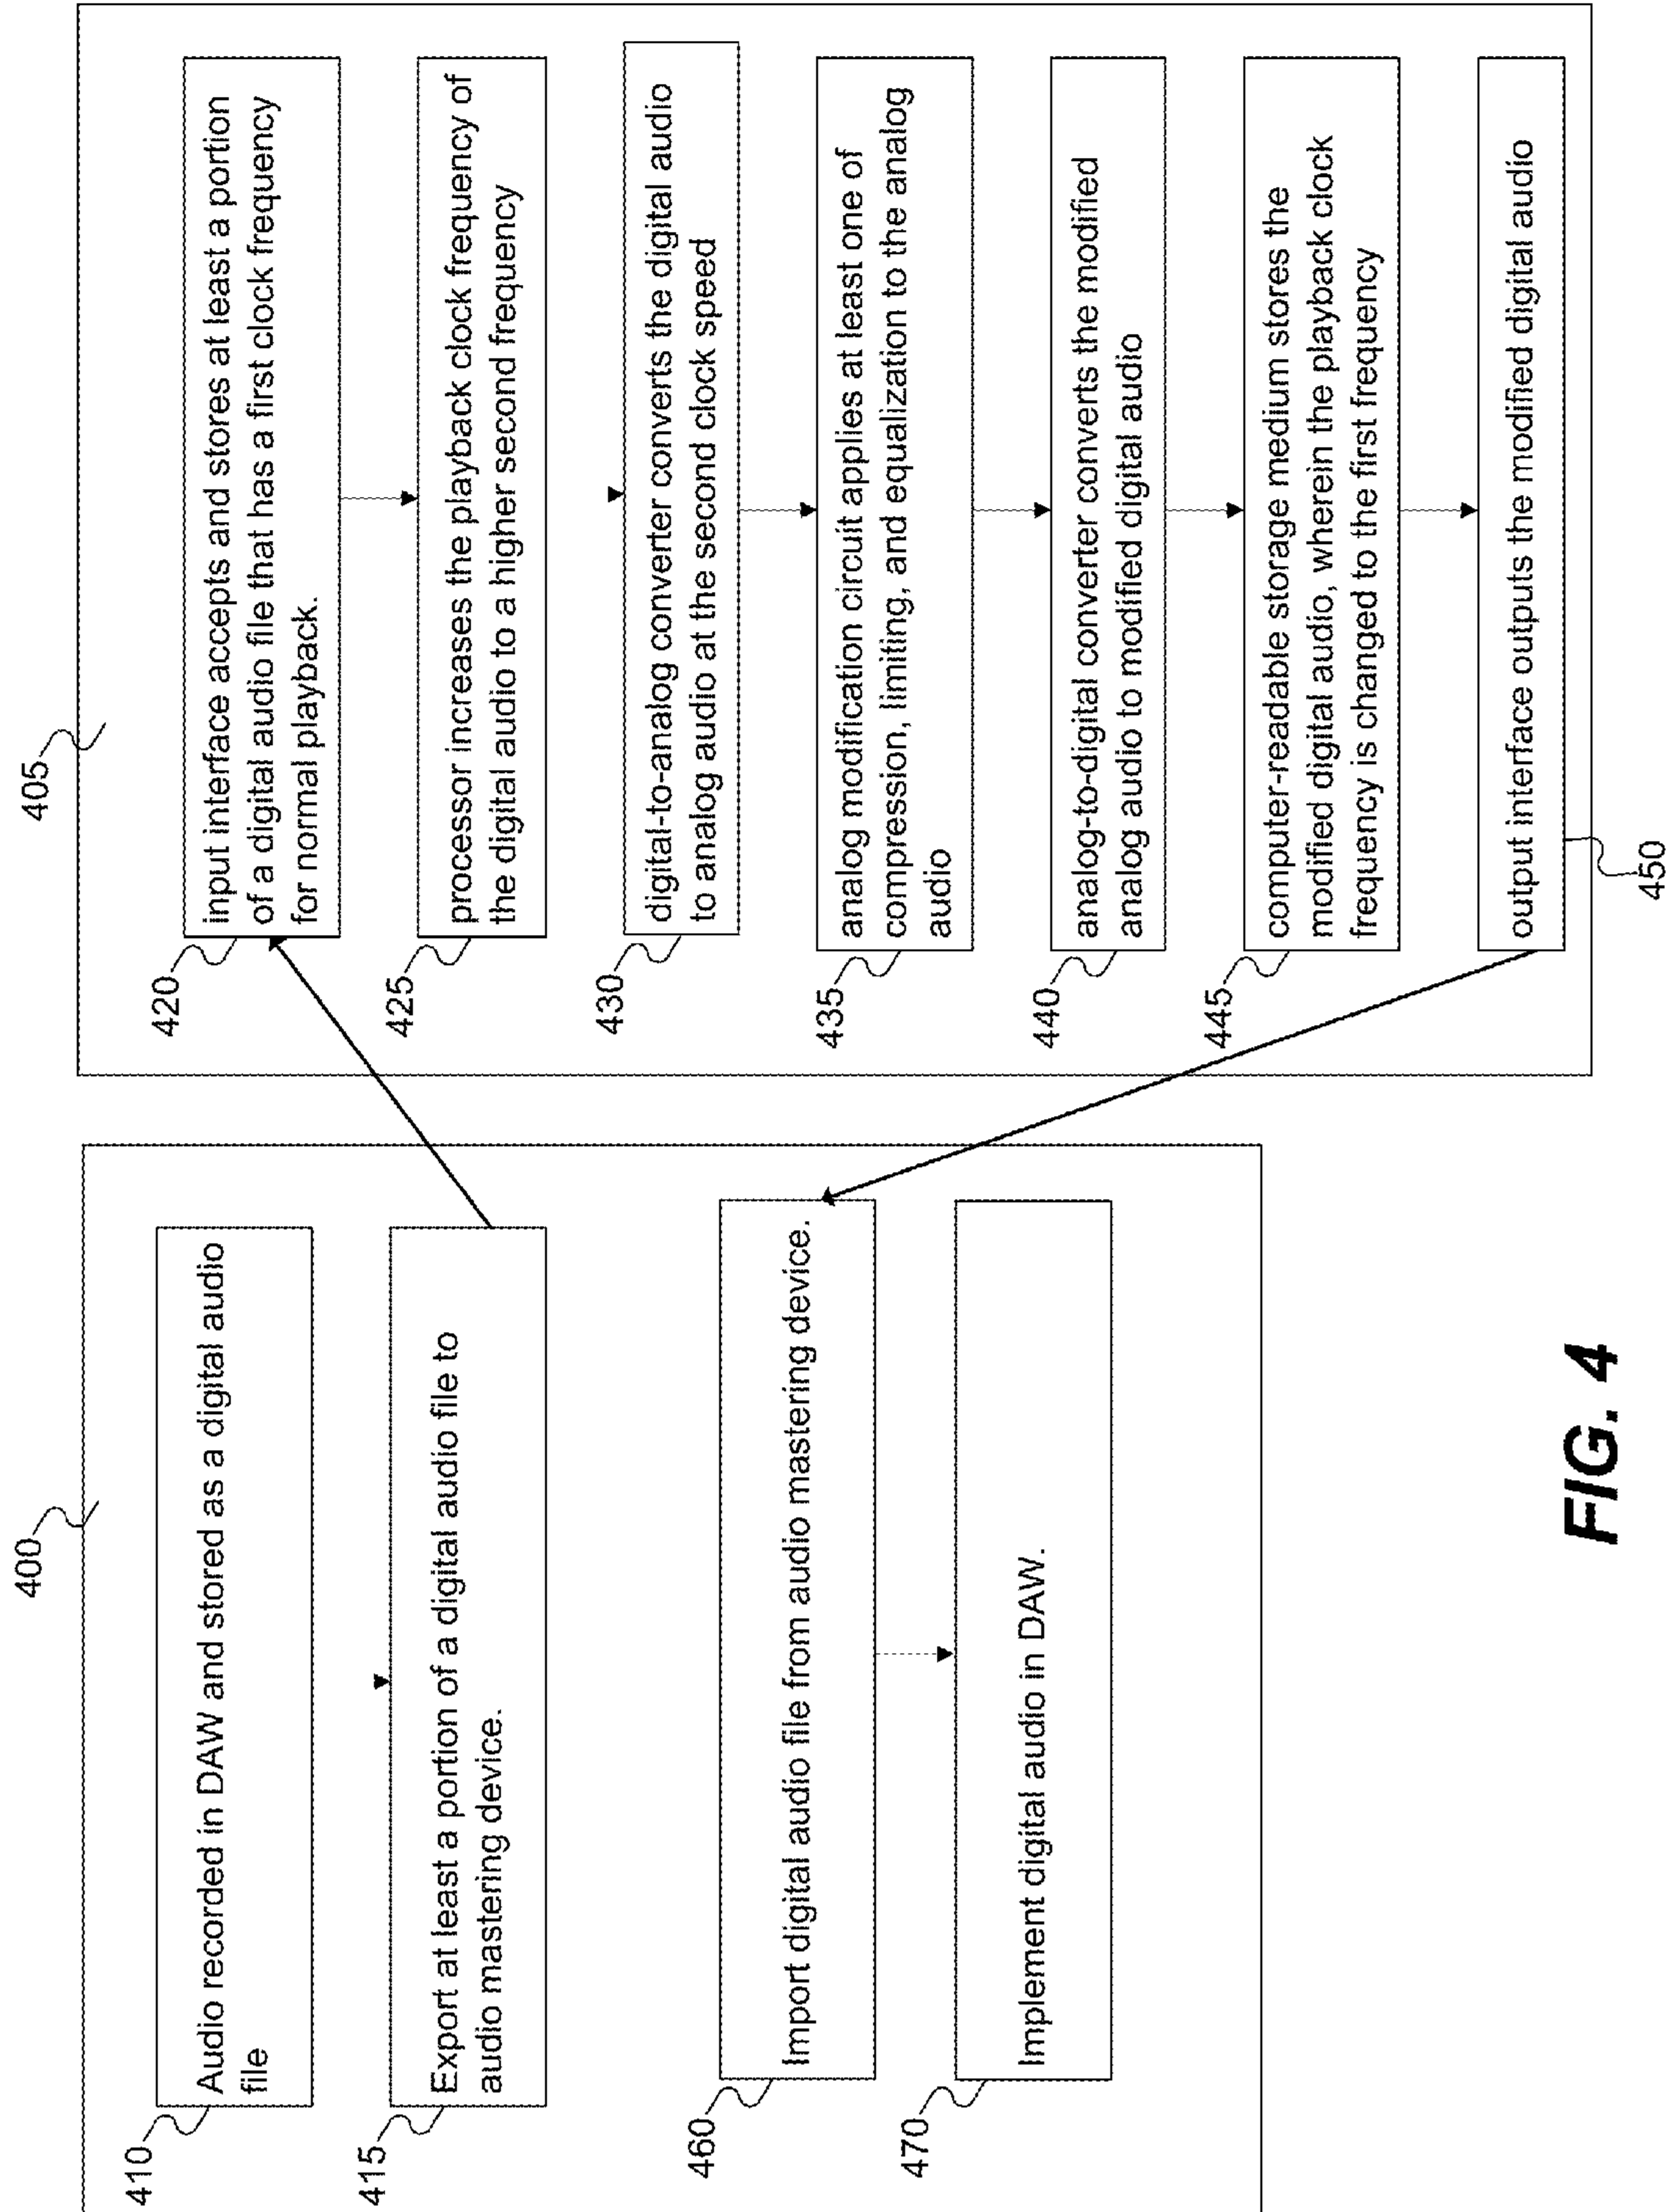 400
410
Audio recorded in DAW and stored as a digital audio
file
415
Export at least a portion of a digital audio file to
audio mastering device.
460
Import digital audio file from audio mastering device.
470
Implement digital audio in DAW.
405
420
input interface accepts and stores at least a portion
of a digital audio file that has a first clock frequency
for normal playback.
425
processor increases the playback clock frequency of
the digital audio to a higher second frequency
430
digital-to-analog converter converts the digital audio
to analog audio at the second clock speed
435
analog modification circuit applies at least one of
compression, limiting, and equalization to the analog
audio
440
analog-to-digital converter converts the modified
analog audio to modified digital audio
445
computer-readable storage medium stores the
modified digital audio, wherein the playback clock
frequency is changed to the first frequency
output interface outputs the modified digital audio
450
FIG. 4